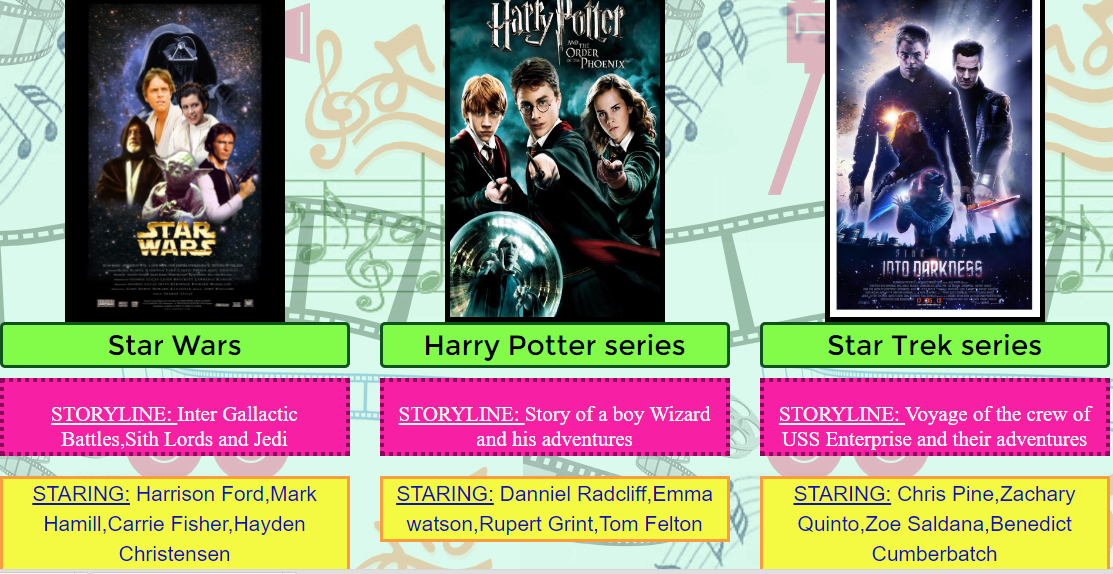 STAR
WARS
Harry Potter
AND THE
ORDER
OF THE
PHOENIX
STAR TREK
INTO DARKNESS
Star Wars
Harry Potter series
Star Trek series
STORYLINE: Inter Gallactic
Battles,Sith Lords and Jedi
STORYLINE: Story of a boy Wizard
and his adventures
STORYLINE: Voyage of the crew of
USS Enterprise and their adventures
STARING: Harrison Ford,Mark
Hamill,Carrie Fisher,Hayden
Christensen
STARING: Danniel Radcliff,Emma
watson,Rupert Grint,Tom Felton
STARING: Chris Pine,Zachary
Quinto,Zoe Saldana,Benedict
Cumberbatch